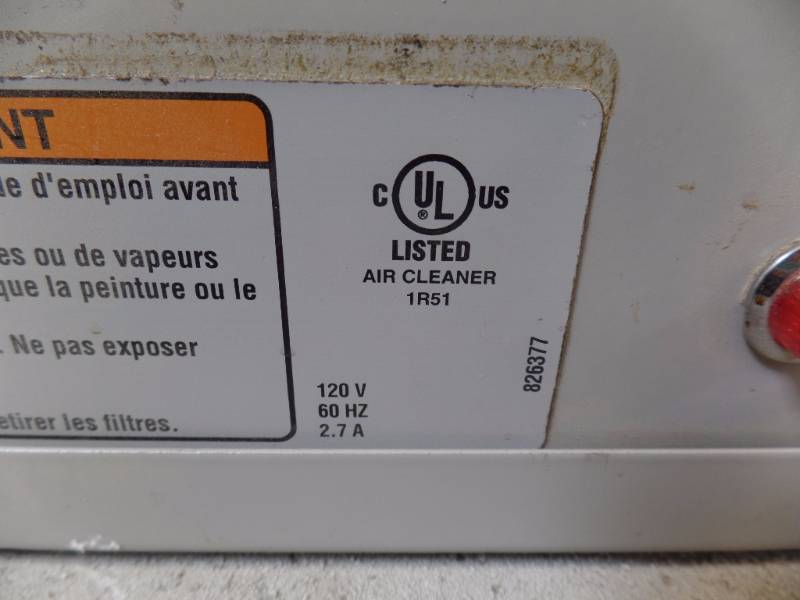 NT
de d'emploi avant
es ou de vapeurs
que la peinture ou le
. Ne pas exposer
etirer les filtres.
C UL US
®
LISTED
AIR CLEANER
1R51
120 V
60 HZ
2.7 A
826377